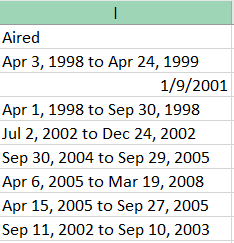 I
Aired
Apr 3, 1998 to Apr 24, 1999
1/9/2001
Apr 1, 1998 to Sep 30, 1998
Jul 2, 2002 to Dec 24, 2002
Sep 30, 2004 to Sep 29, 2005
Apr 6, 2005 to Mar 19, 2008
Apr 15, 2005 to Sep 27, 2005
Sep 11, 2002 to Sep 10, 2003